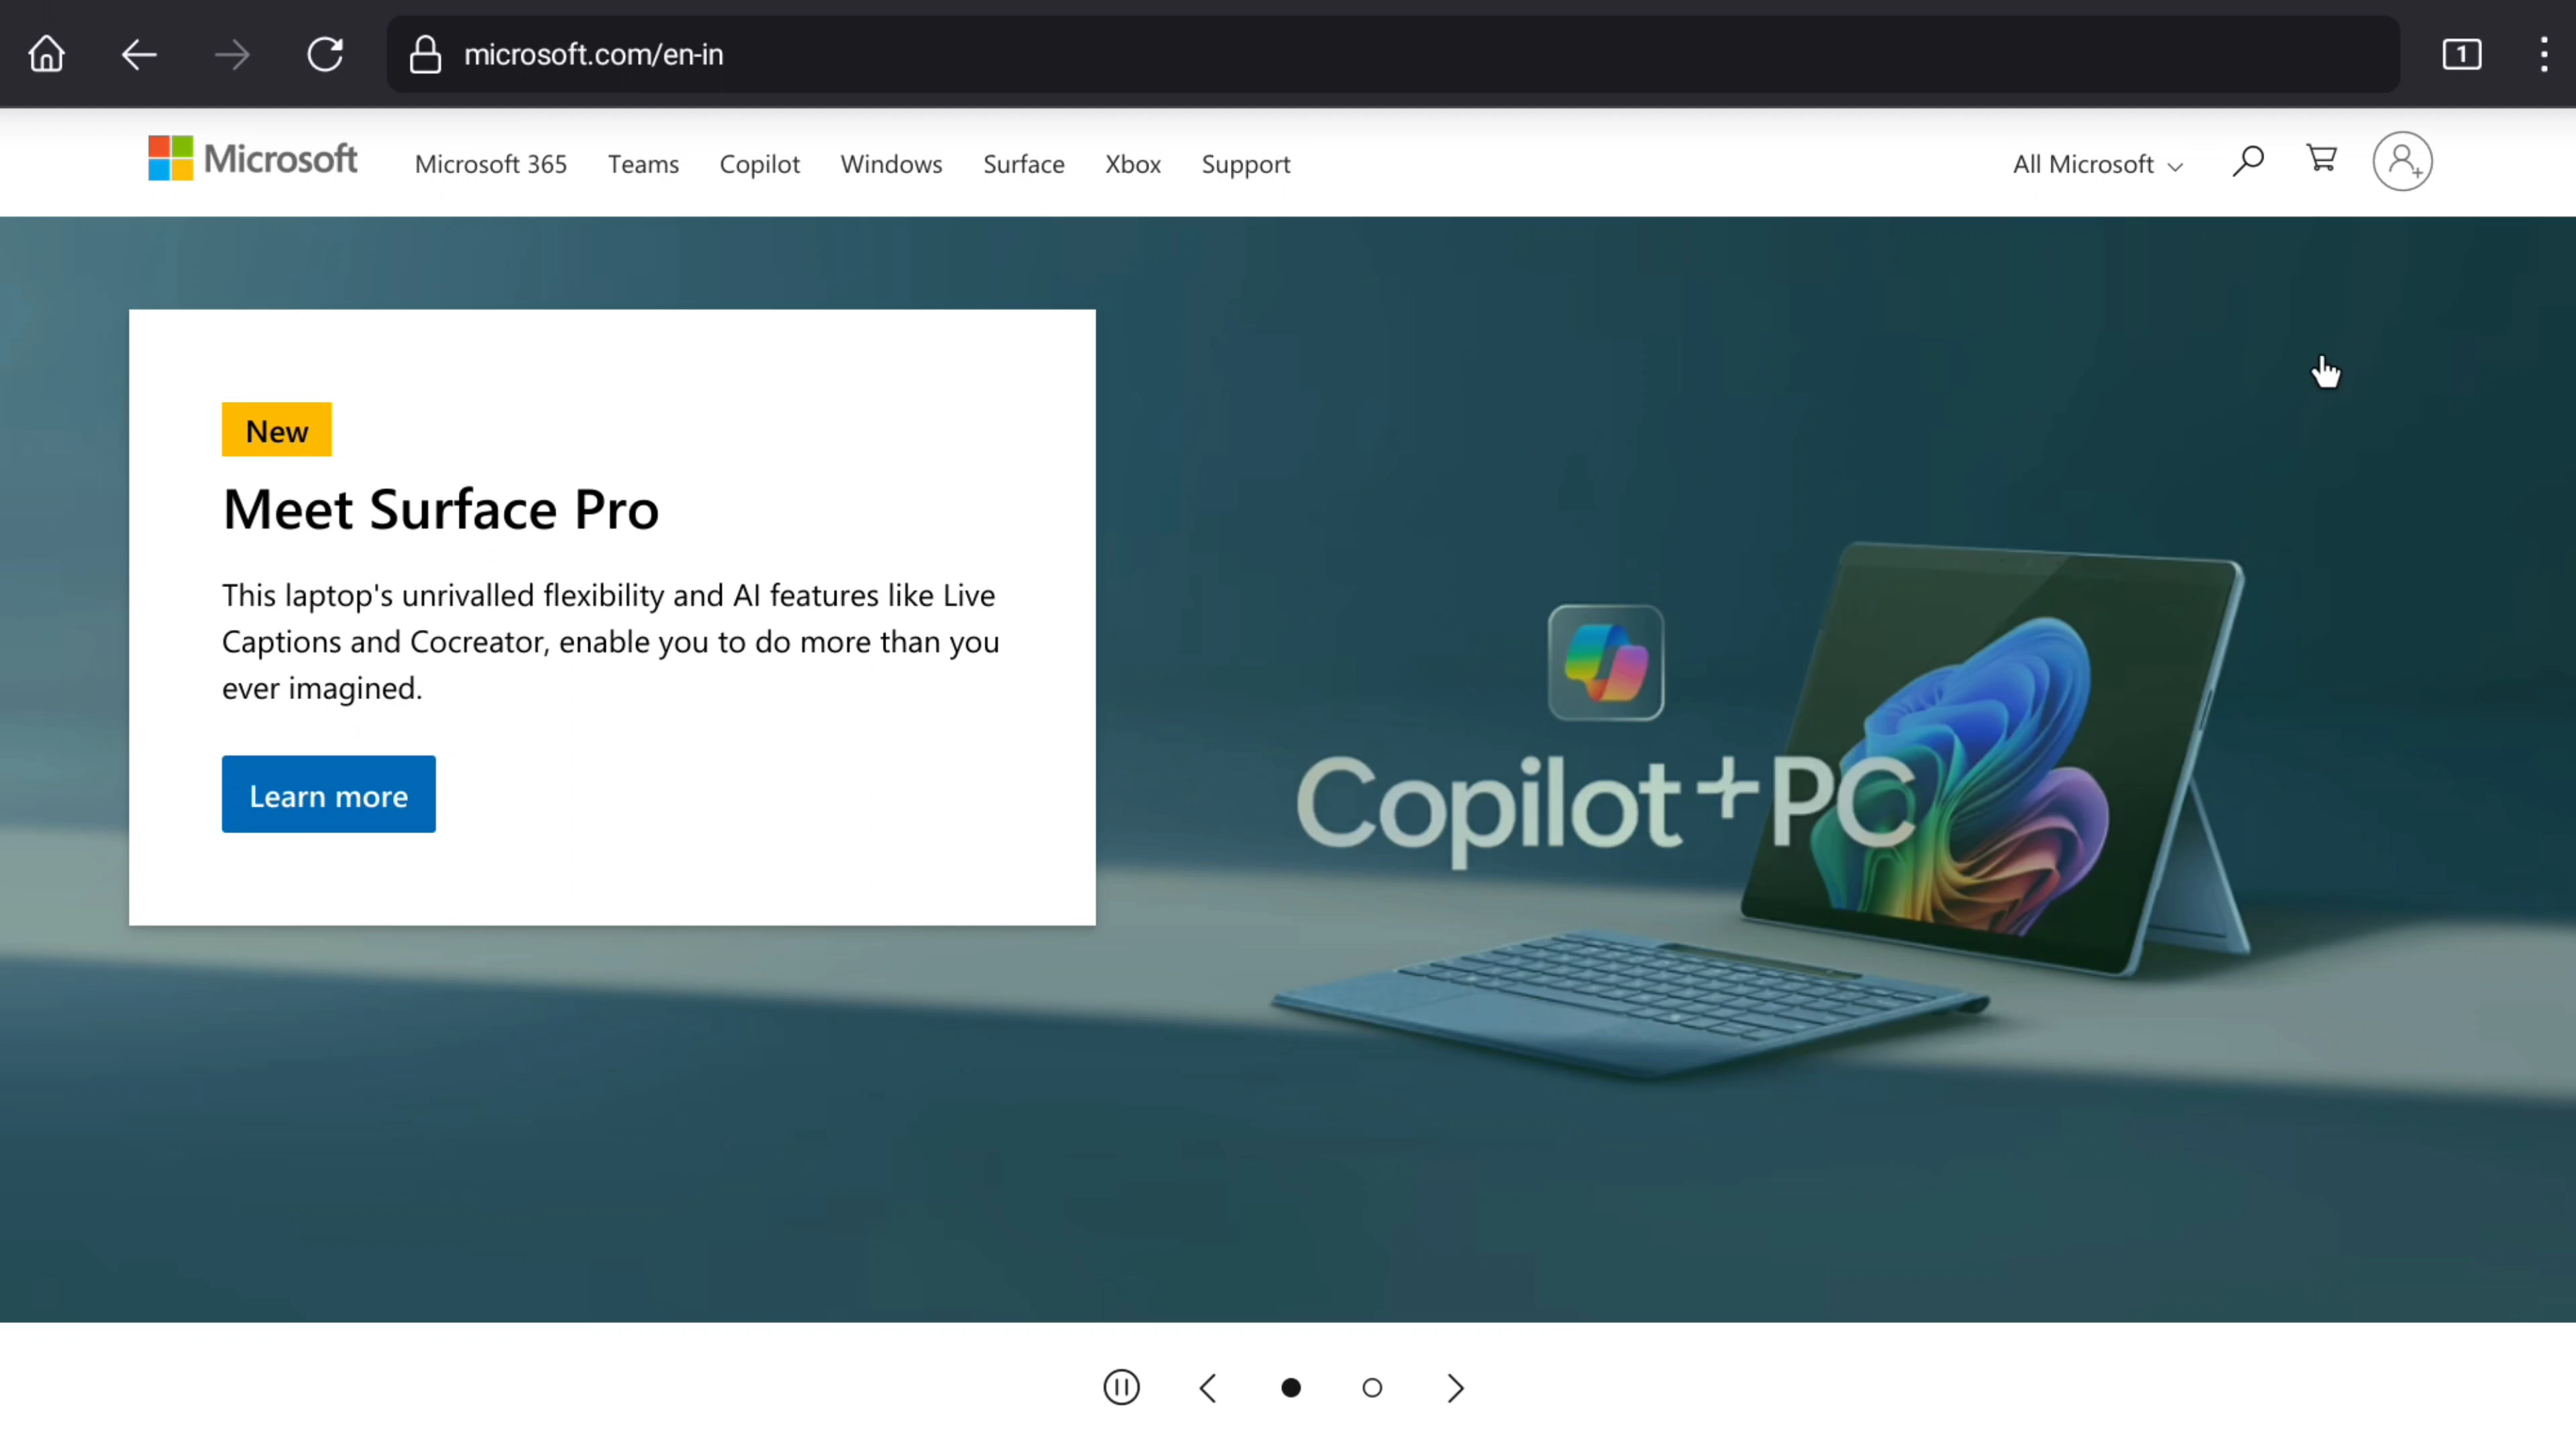 microsoft.com/en-in
1
Microsoft
Microsoft 365
Teams
Copilot
Windows
Surface
Xbox
Support
All Microsoft
New
Meet Surface Pro
This laptop's unrivalled flexibility and AI features like Live
Captions and Cocreator, enable you to do more than you
ever imagined.
Learn more
Copilot+PC